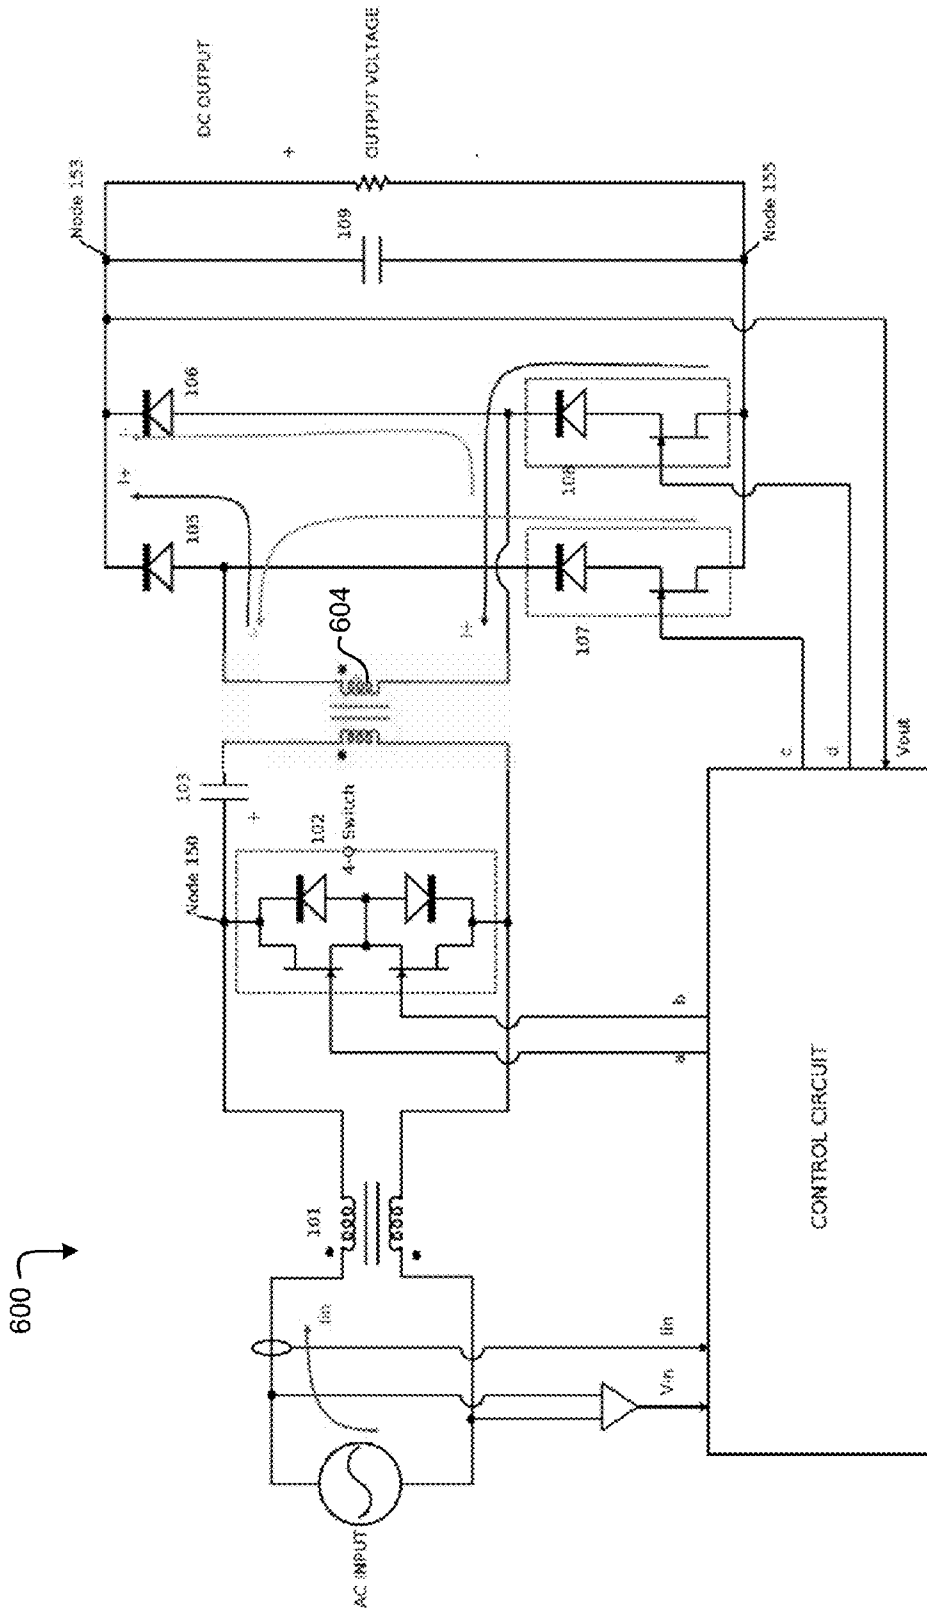 600
AC INPUT
Iin
101
Node 150
103
+
102
4-Q Switch
604
105
106
I+
I-
I+
107
108
Node 153
109
DC OUTPUT
+
OUTPUT VOLTAGE
-
Node 155
Vin
Iin
a
b
c
d
Vout
CONTROL CIRCUIT